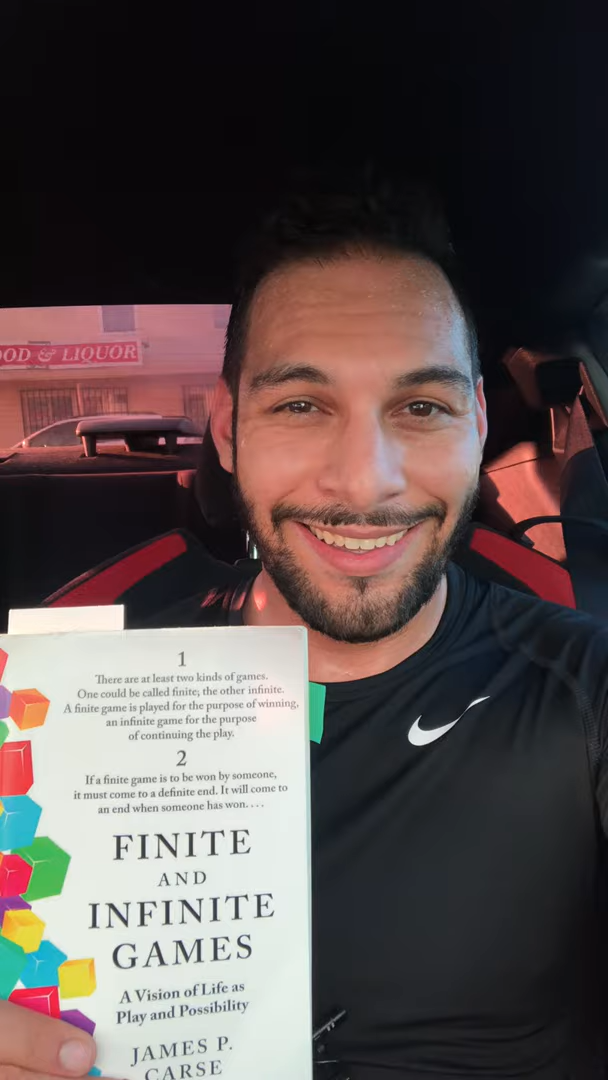 OD & LIQUOR
1
There are at least two kinds of games.
One could be called finite; the other infinite.
A finite game is played for the purpose of winning,
an infinite game for the purpose
of continuing the play.
2
If a finite game is to be won by someone,
it must come to a definite end. It will come to
an end when someone has won. . . .
FINITE
AND
INFINITE
GAMES
A Vision of Life as
Play and Possibility
JAMES P.
CARSE